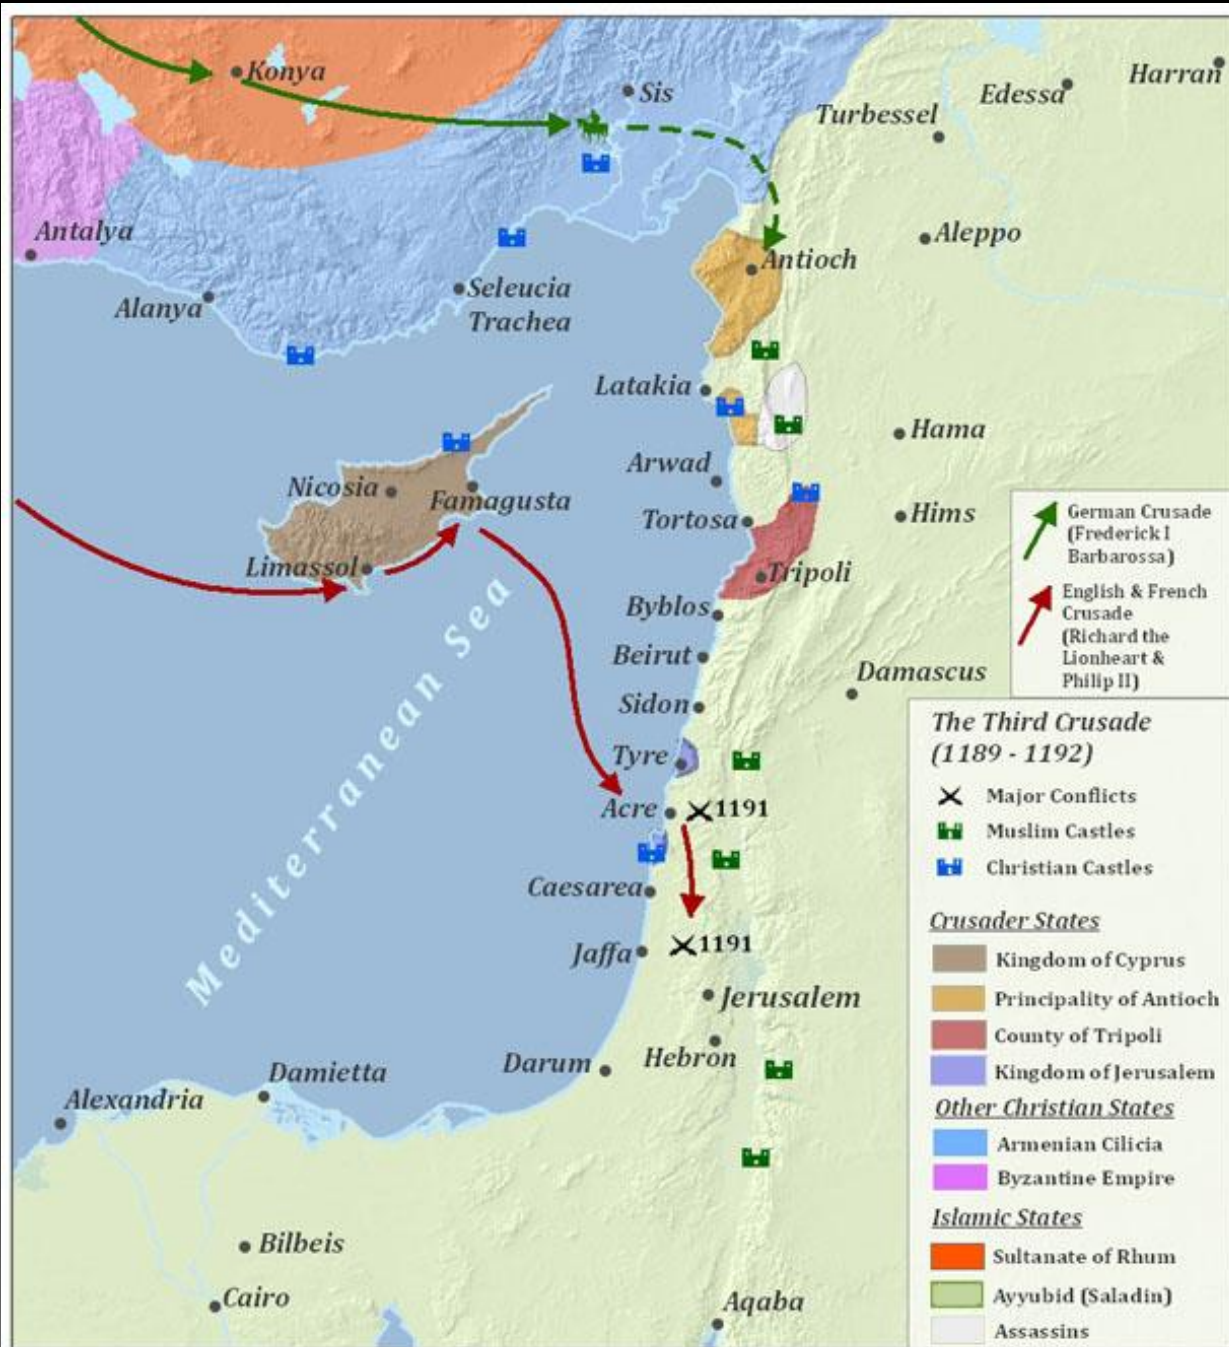 Konya
Sis
Harran
Edessa
Turbessel
Antalya
Aleppo
Antioch
Alanya
Seleucia
Trachea
Latakia
Hama
Arwad
Nicosia
Famagusta
Tortosa
Hims
Limassol
Tripoli
Byblos
Beirut
Damascus
Sidon
Mediterranean Sea
Tyre
Acre
1191
Caesarea
Jaffa
1191
Jerusalem
Hebron
Darum
Damietta
Alexandria
Bilbeis
Cairo
Aqaba
German Crusade
(Frederick I
Barbarossa)
English & French
Crusade
(Richard the
Lionheart &
Philip II)
The Third Crusade
(1189 - 1192)
Major Conflicts
Muslim Castles
Christian Castles
Crusader States
Kingdom of Cyprus
Principality of Antioch
County of Tripoli
Kingdom of Jerusalem
Other Christian States
Armenian Cilicia
Byzantine Empire
Islamic States
Sultanate of Rhum
Ayyubid (Saladin)
Assassins